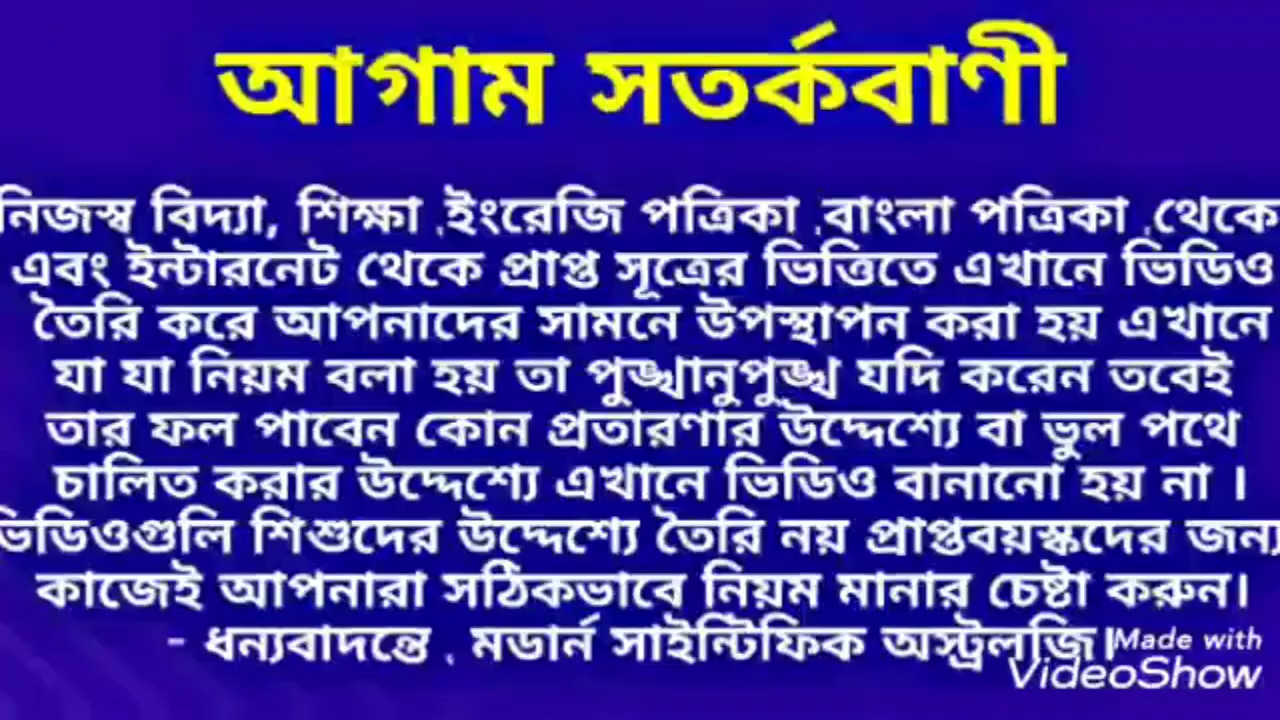 আগাম সতর্কবাণী
নিজস্ব বিদ্যা, শিক্ষা ,ইংরেজি পত্রিকা ,বাংলা পত্রিকা ,থেকে
এবং ইন্টারনেট থেকে প্রাপ্ত সূত্রের ভিত্তিতে এখানে ভিডিও
তৈরি করে আপনাদের সামনে উপস্থাপন করা হয় এখানে
যা যা নিয়ম বলা হয় তা পুঙ্খানুপুঙ্খ যদি করেন তবেই
তার ফল পাবেন কোন প্রতারণার উদ্দেশ্যে বা ভুল পথে
চালিত করার উদ্দেশ্যে এখানে ভিডিও বানানো হয় না ।
ভিডিওগুলি শিশুদের উদ্দেশ্যে তৈরি নয় প্রাপ্তবয়স্কদের জন্য
কাজেই আপনারা সঠিকভাবে নিয়ম মানার চেষ্টা করুন।
- ধন্যবাদন্তে , মডার্ন সাইন্টিফিক অস্ট্রলজি।
Made with
VideoShow